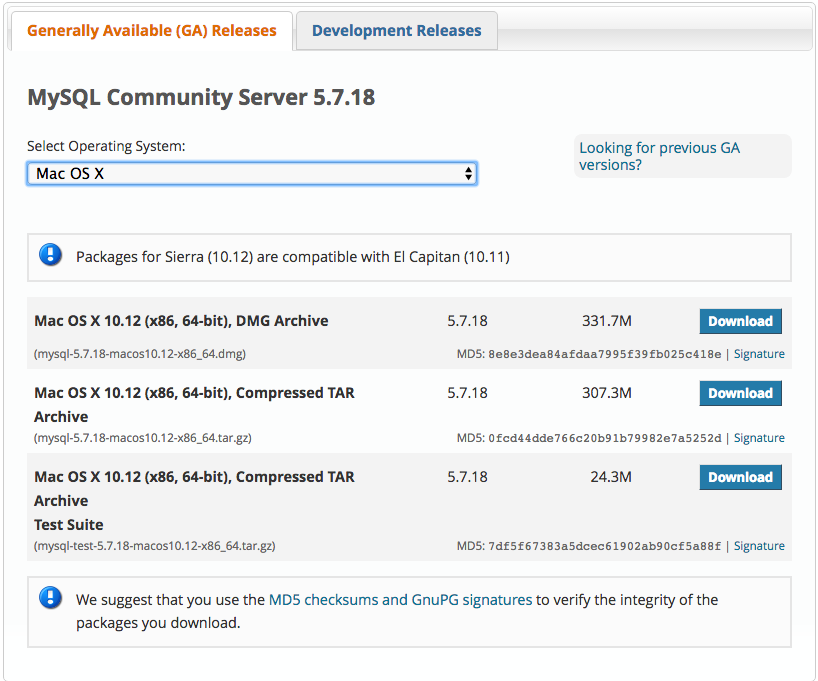 Generally Available (GA) Releases
Development Releases
MySQL Community Server 5.7.18
Select Operating System:
Mac OS X
Looking for previous GA
versions?
Packages for Sierra (10.12) are compatible with El Capitan (10.11)
Mac OS X 10.12 (x86, 64-bit), DMG Archive 5.7.18 331.7M Download
(mysql-5.7.18-macos10.12-x86_64.dmg) MD5: 8e8e3dea84afdaa7995f39fb025c418e | Signature
Mac OS X 10.12 (x86, 64-bit), Compressed TAR 5.7.18 307.3M Download
Archive
(mysql-5.7.18-macos10.12-x86_64.tar.gz) MD5: 0fcd44dde766c20b91b79982e7a5252d | Signature
Mac OS X 10.12 (x86, 64-bit), Compressed TAR 5.7.18 24.3M Download
Archive
Test Suite
(mysql-test-5.7.18-macos10.12-x86_64.tar.gz) MD5: 7df5f67383a5dcec61902ab90cf5a88f | Signature
We suggest that you use the MD5 checksums and GnuPG signatures to verify the integrity of the
packages you download.